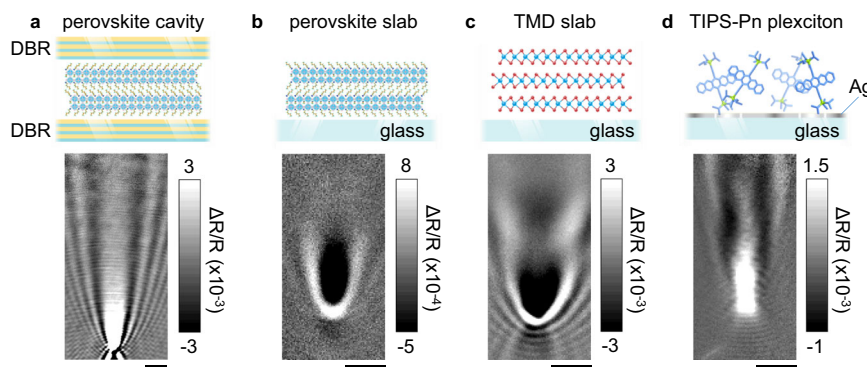 a perovskite cavity
DBR
DBR
3
ΔR/R (x10⁻³)
-3
b perovskite slab
glass
8
ΔR/R (x10⁻⁴)
-5
c TMD slab
glass
3
ΔR/R (x10⁻³)
-3
d TIPS-Pn plexciton
Ag
glass
1.5
ΔR/R (x10⁻³)
-1